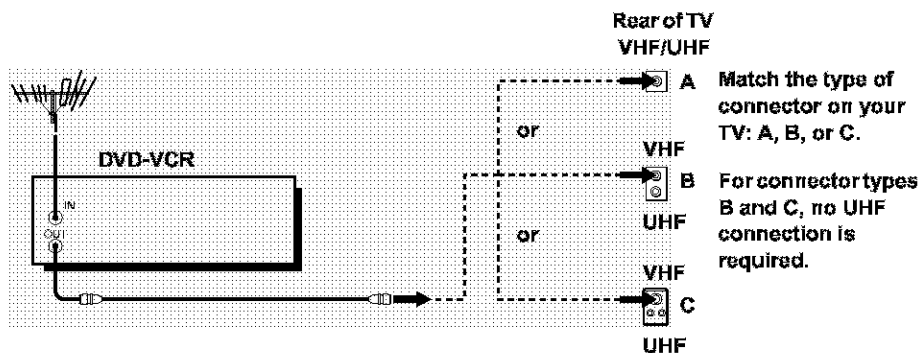 Rear of TV
VHF/UHF
A
Match the type of
connector on your
TV: A, B, or C.
or
DVD-VCR
VHF
B
For connector types
B and C, no UHF
connection is
required.
IN
OUT
UHF
or
VHF
C
UHF